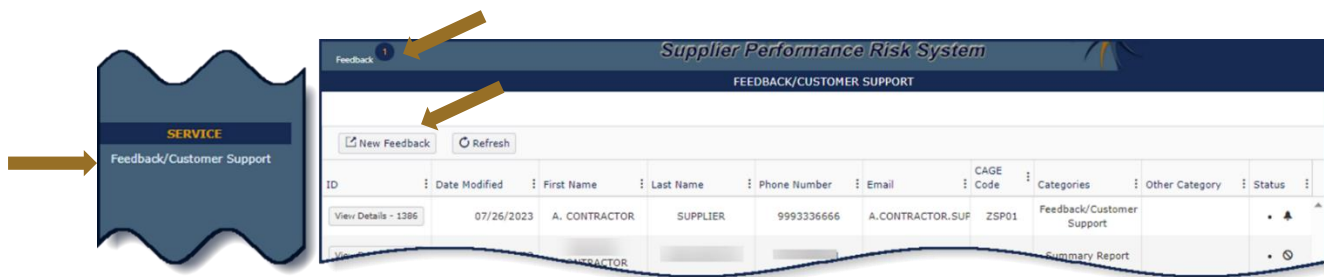 SERVICE
Feedback/Customer Support
Feedback 1
Supplier Performance Risk System
FEEDBACK/CUSTOMER SUPPORT
New Feedback Refresh
ID Date Modified First Name Last Name Phone Number Email CAGE Code Categories Other Category Status
View Details - 1386 07/26/2023 A. CONTRACTOR SUPPLIER 9993336666 A.CONTRACTOR.SUP ZSP01 Feedback/Customer Support
CONTRACTOR Summary Report